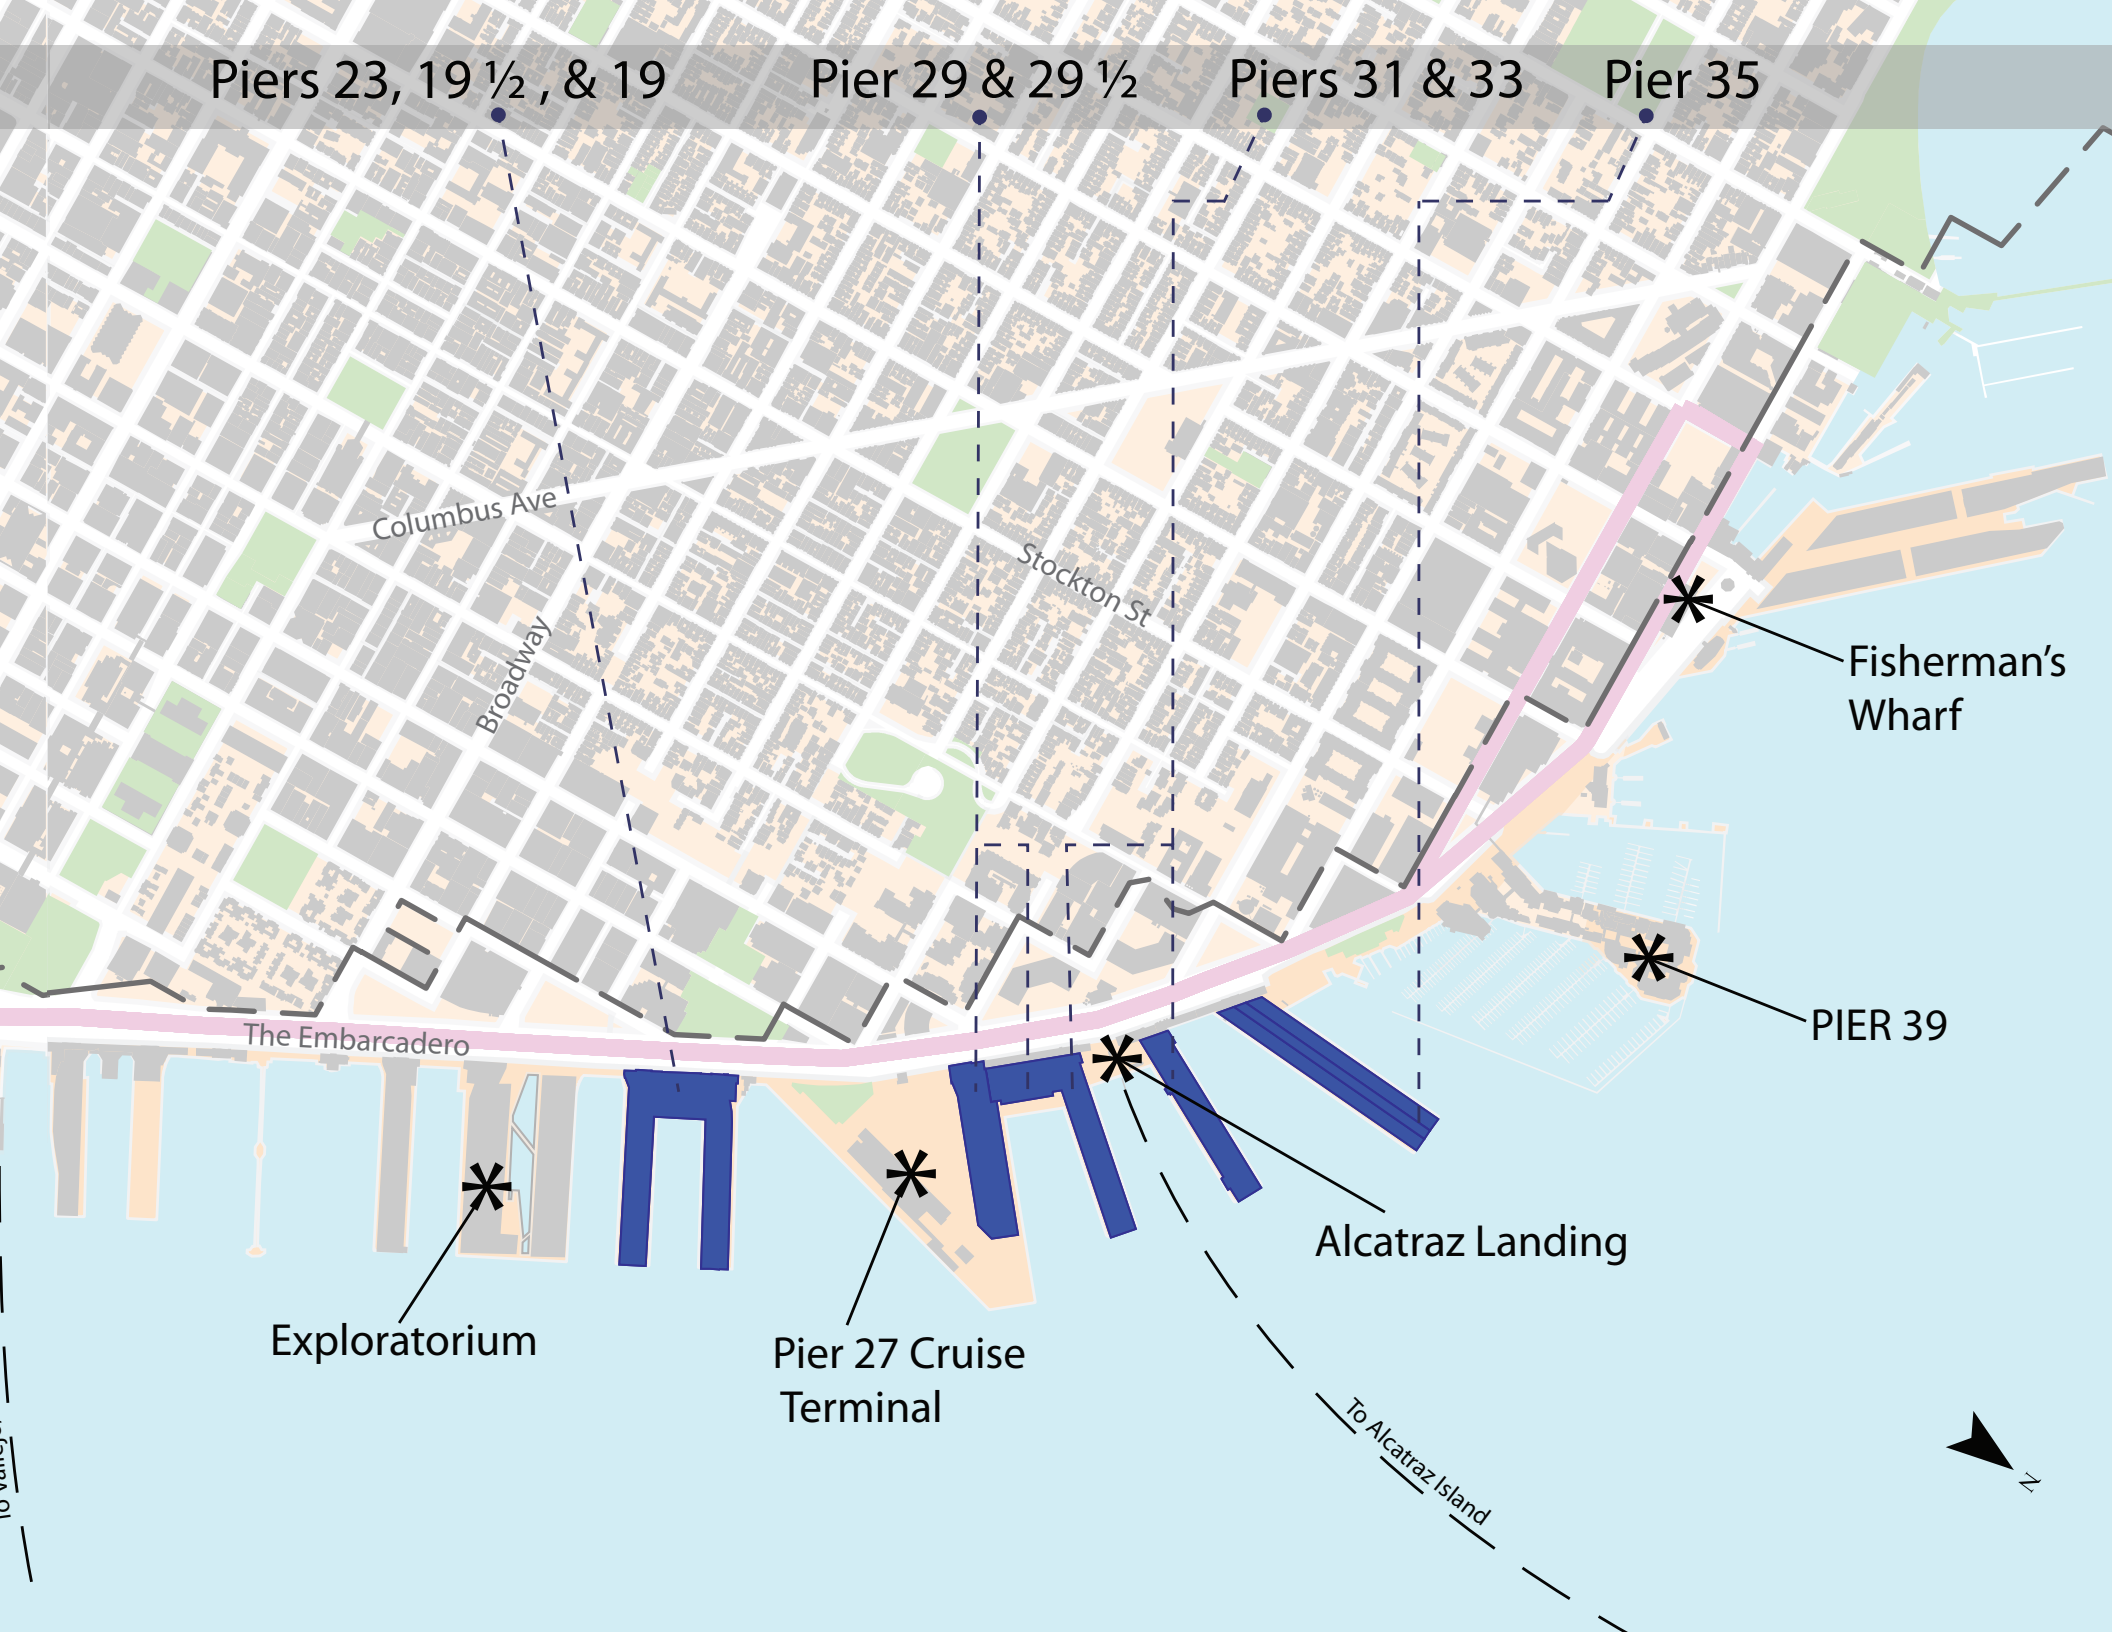 Piers 23, 19 ½ , & 19
Pier 29 & 29 ½
Piers 31 & 33
Pier 35
Columbus Ave
Stockton St
Broadway
Fisherman’s
Wharf
The Embarcadero
PIER 39
Alcatraz Landing
Exploratorium
Pier 27 Cruise
Terminal
To Alcatraz Island
N